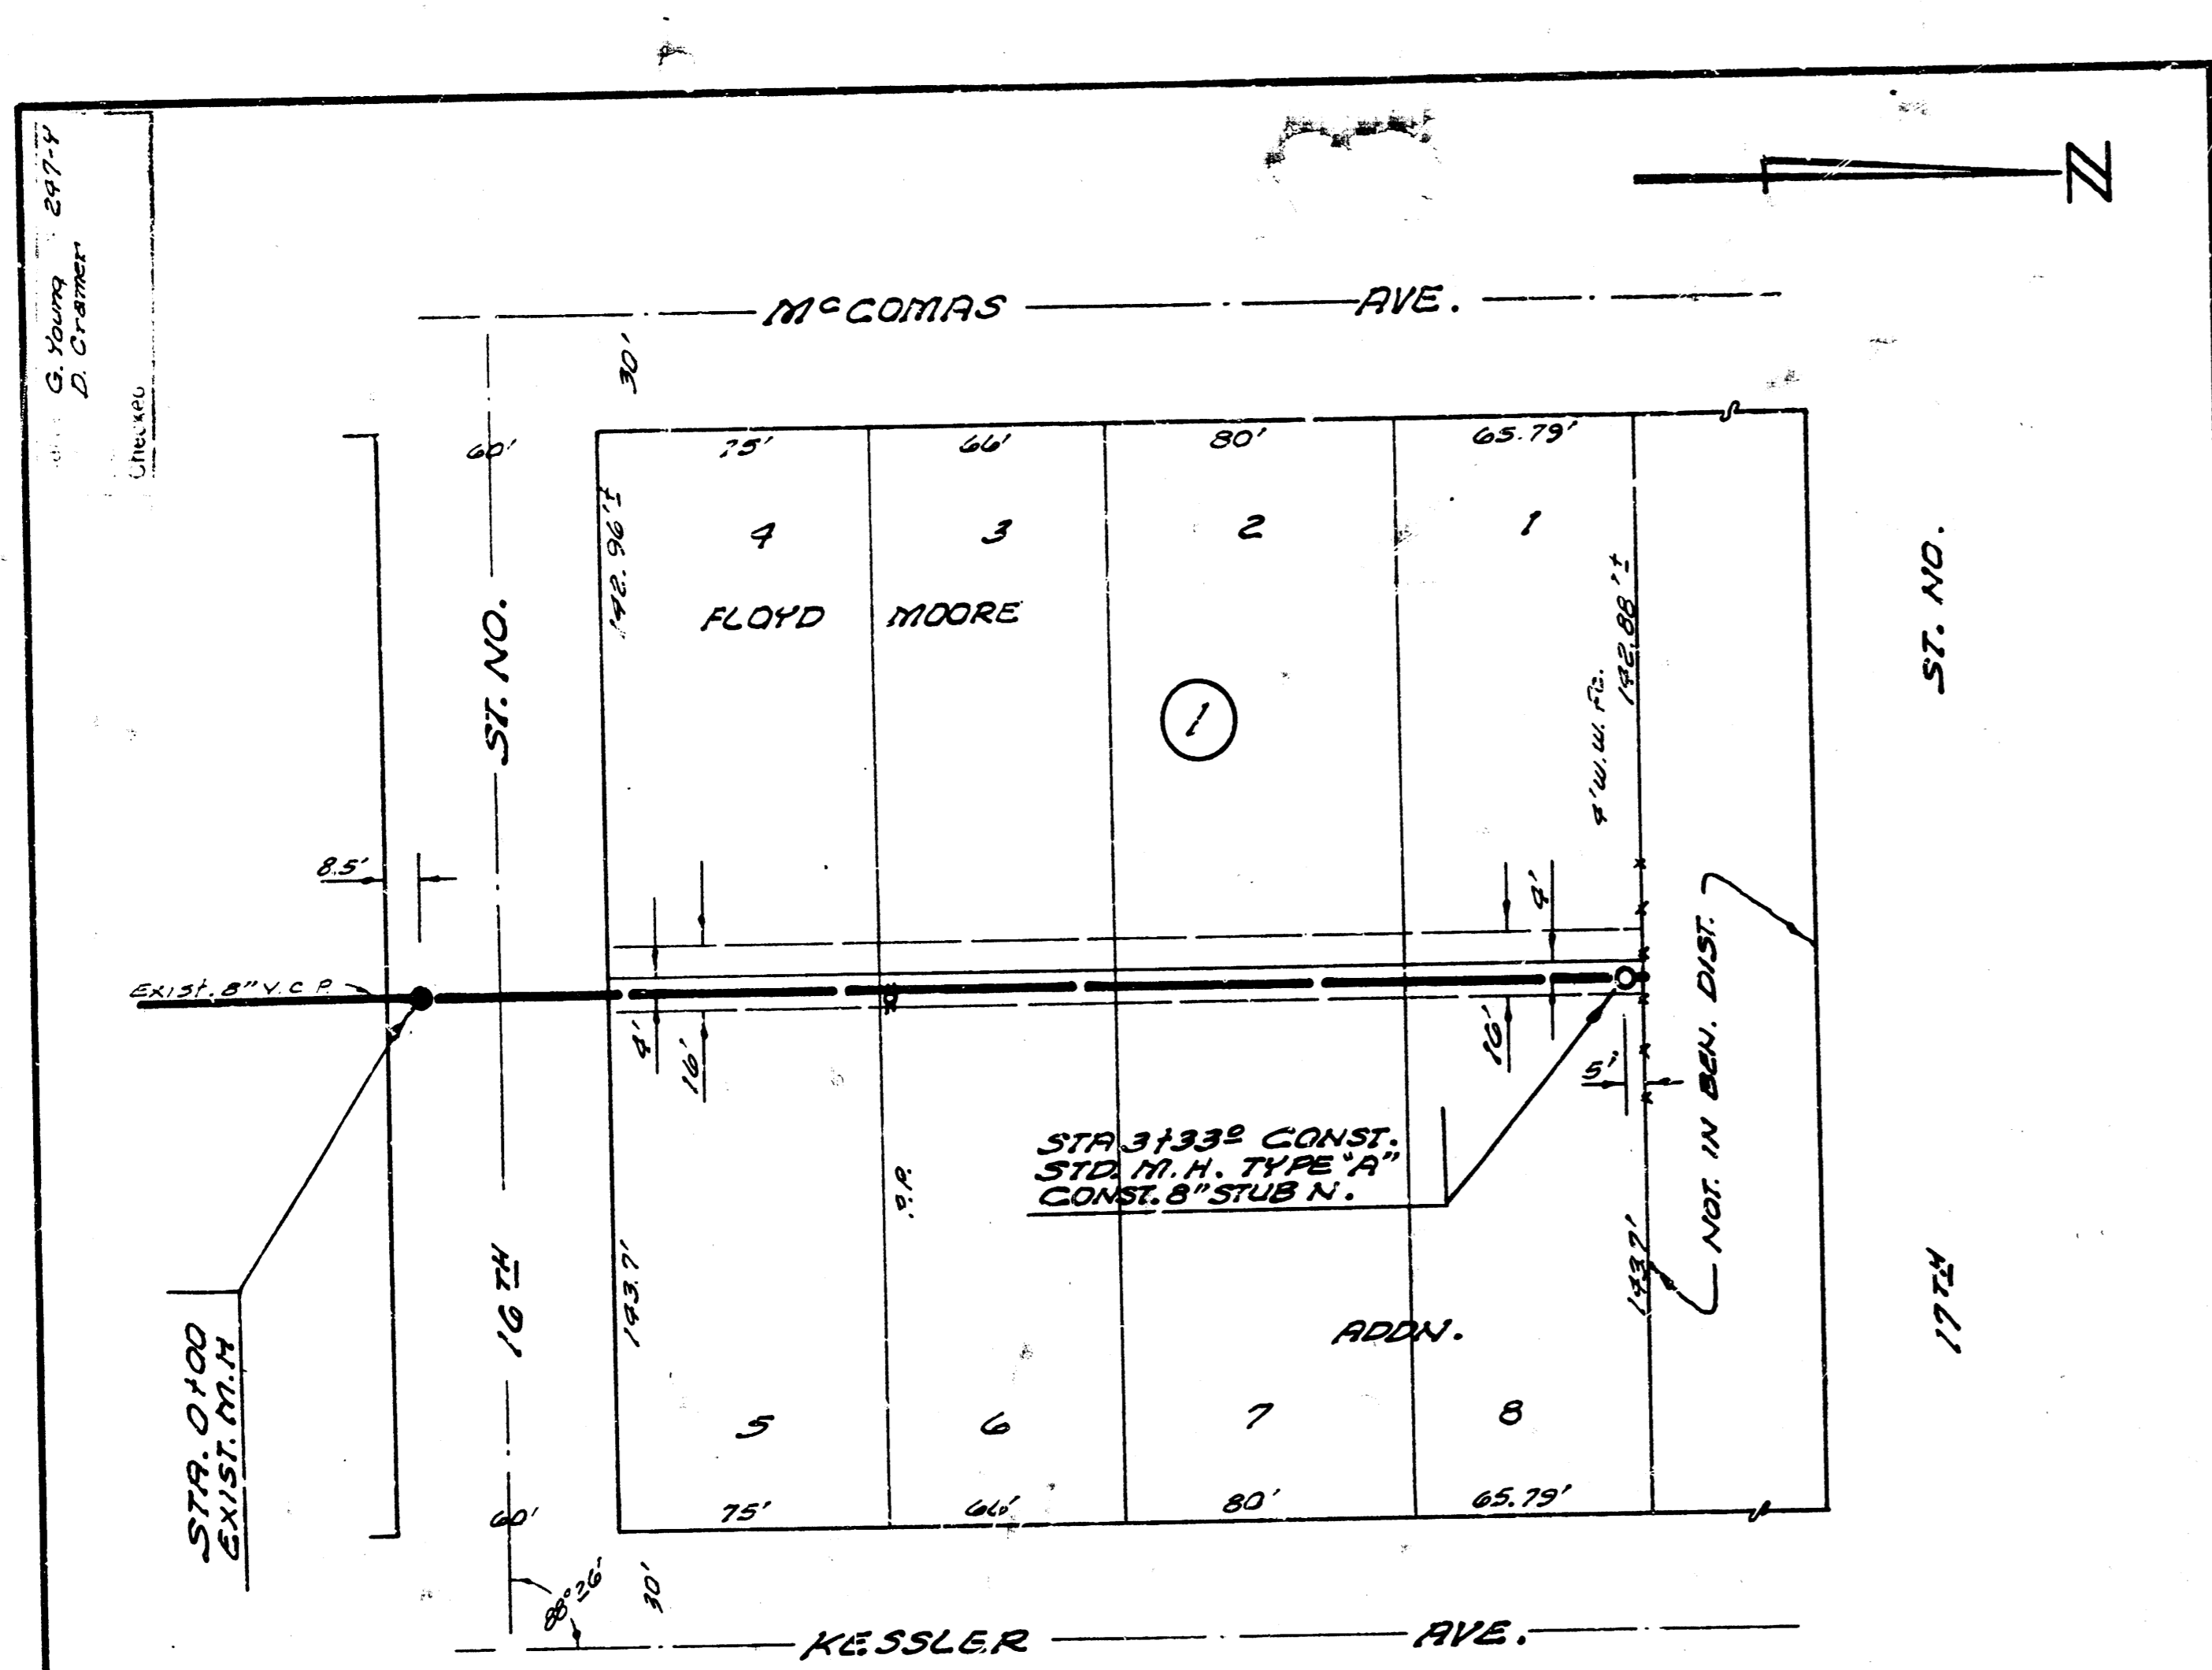 G. Young 247-4
D. Cramer
Checked
N
McCOMAS AVE.
30'
60'
75'
66'
80'
65.79'
142.96'±
4
3
2
1
FLOYD MOORE
142.88'±
4' W.W. FC.
1
ST. NO.
ST. NO.
8.5'
4'
EXIST. 8" V.C.P.
4'
16'
16'
5'
NOT. IN BEN. DIST.
STA 3+33⁰ CONST.
STD. M.H. TYPE "A"
CONST. 8" STUB N.
P.P.
143.7'
143.7'
16TH
17TH
ADDN.
STA. 0+00
EXIST. M.H
5
6
7
8
60'
75'
66'
80'
65.79'
88°26'
30'
KESSLER AVE.